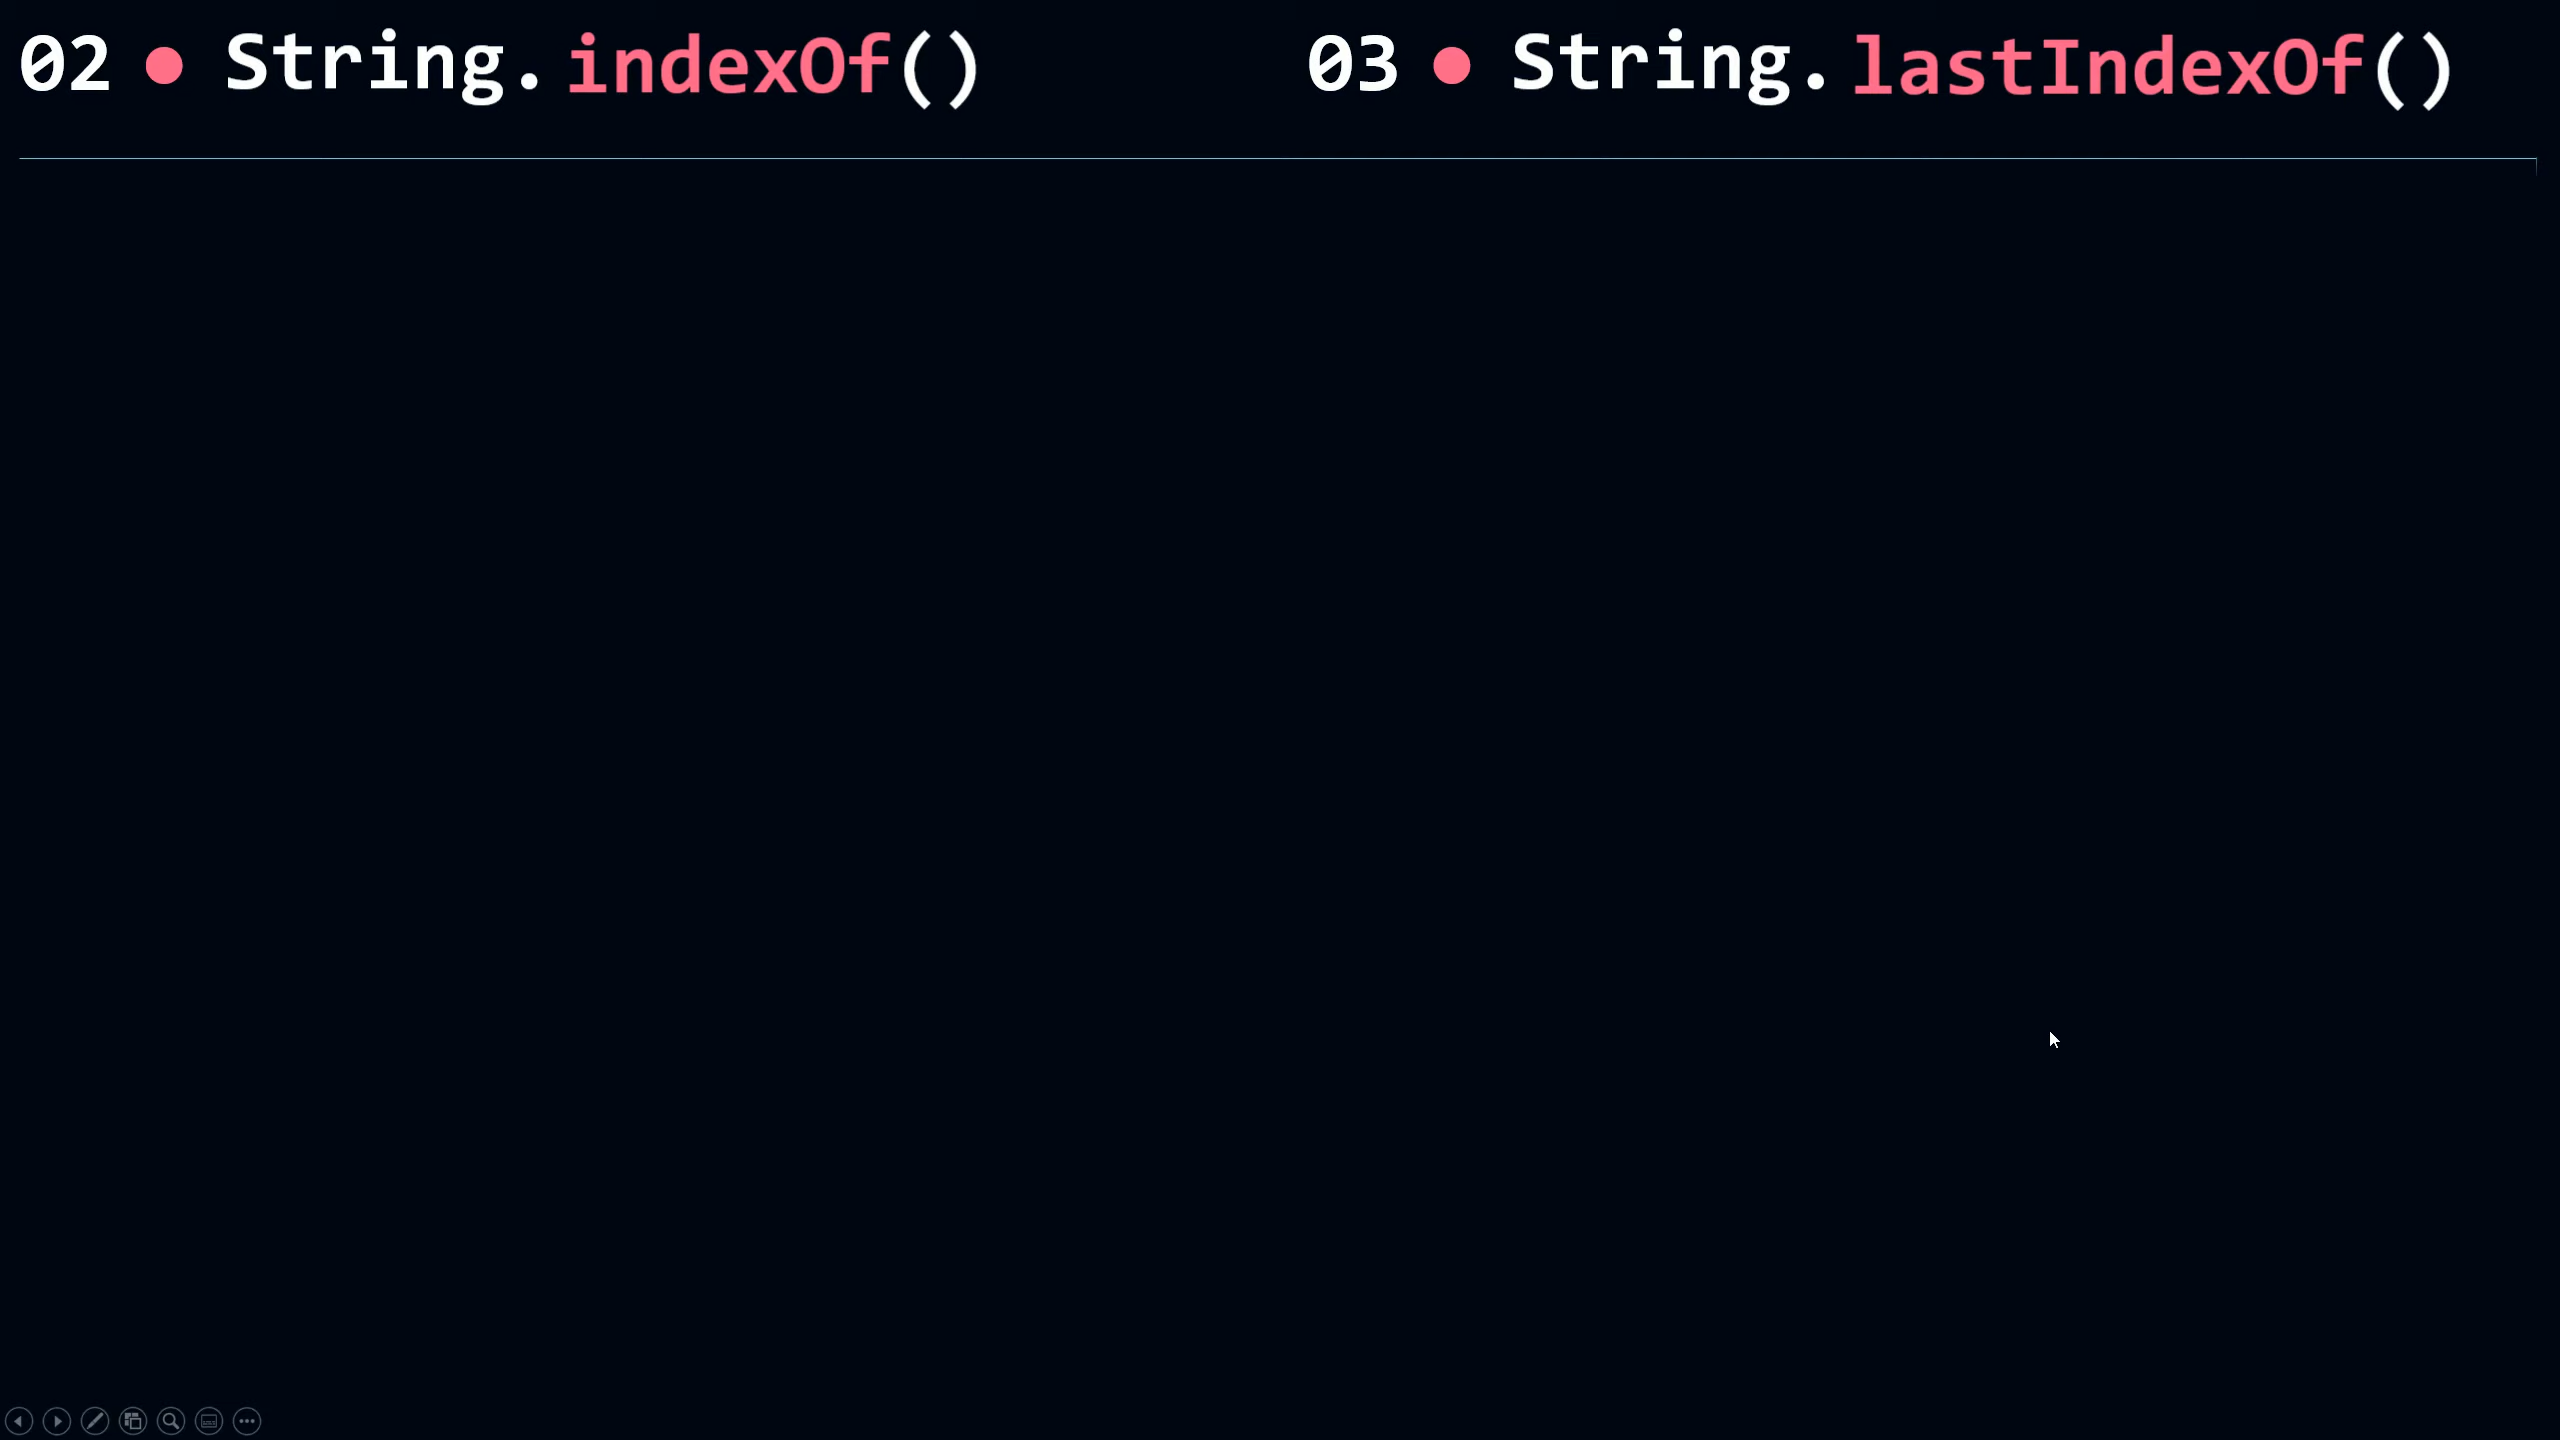 02 ● String.indexOf()
03 ● String.lastIndexOf()